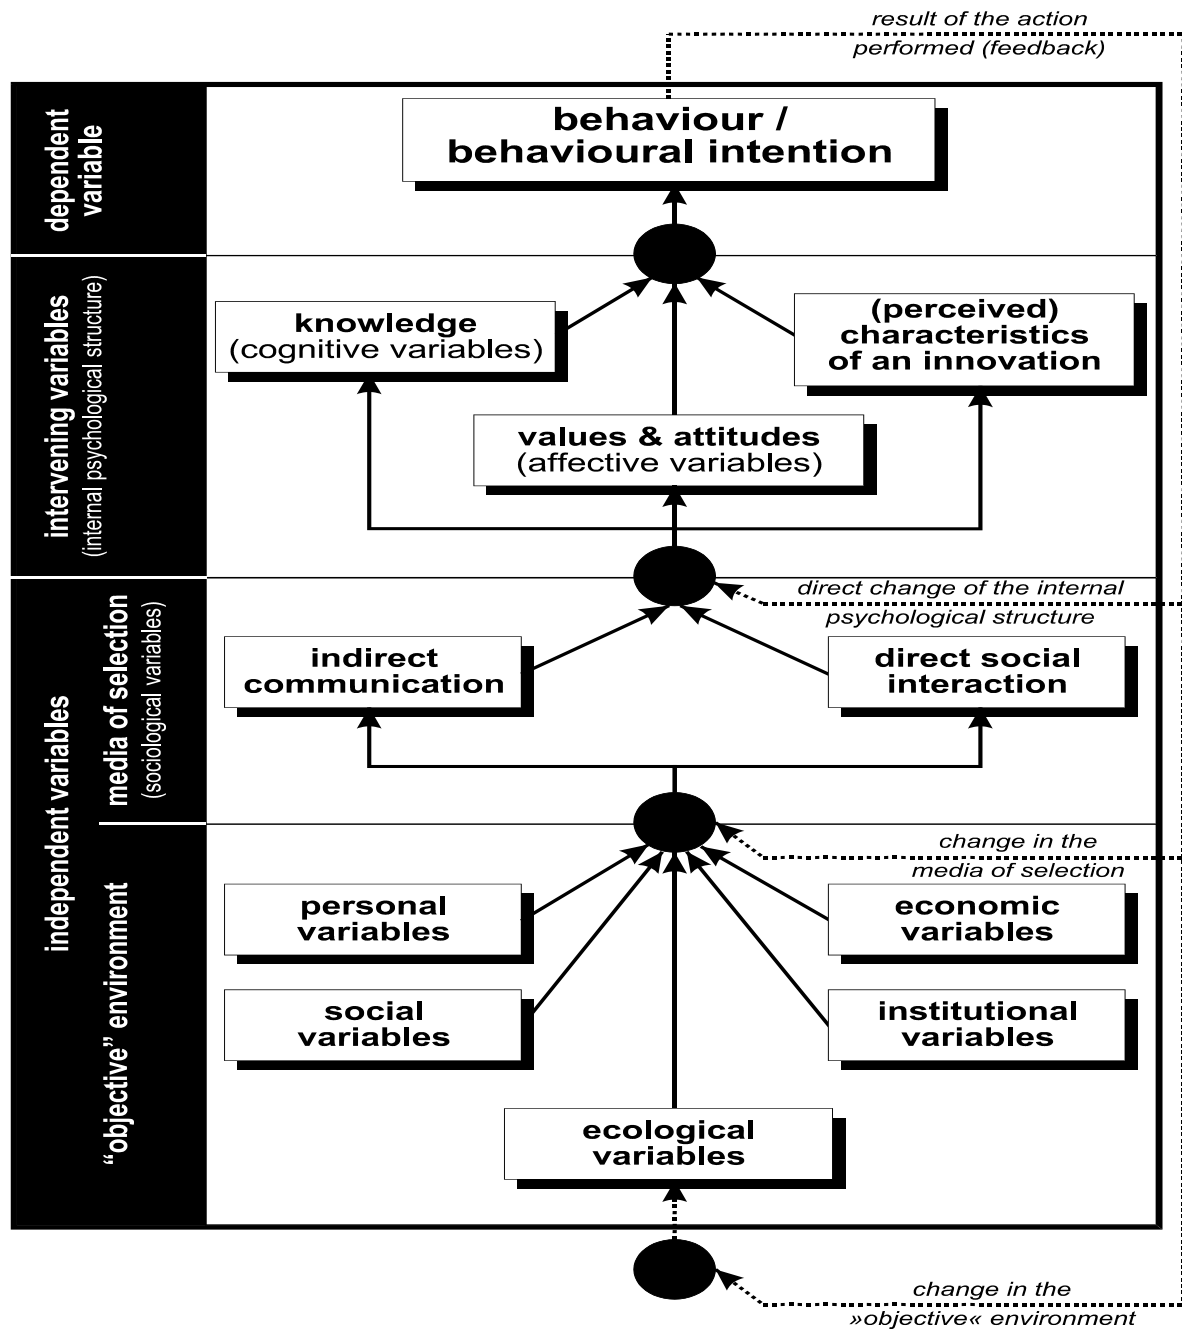 result of the action
performed (feedback)
dependent
variable
behaviour /
behavioural intention
intervening variables
(internal psychological structure)
knowledge
(cognitive variables)
(perceived)
characteristics
of an innovation
values & attitudes
(affective variables)
direct change of the internal
psychological structure
independent variables
media of selection
(sociological variables)
indirect
communication
direct social
interaction
change in the
media of selection
“objective” environment
personal
variables
economic
variables
social
variables
institutional
variables
ecological
variables
change in the
»objective« environment